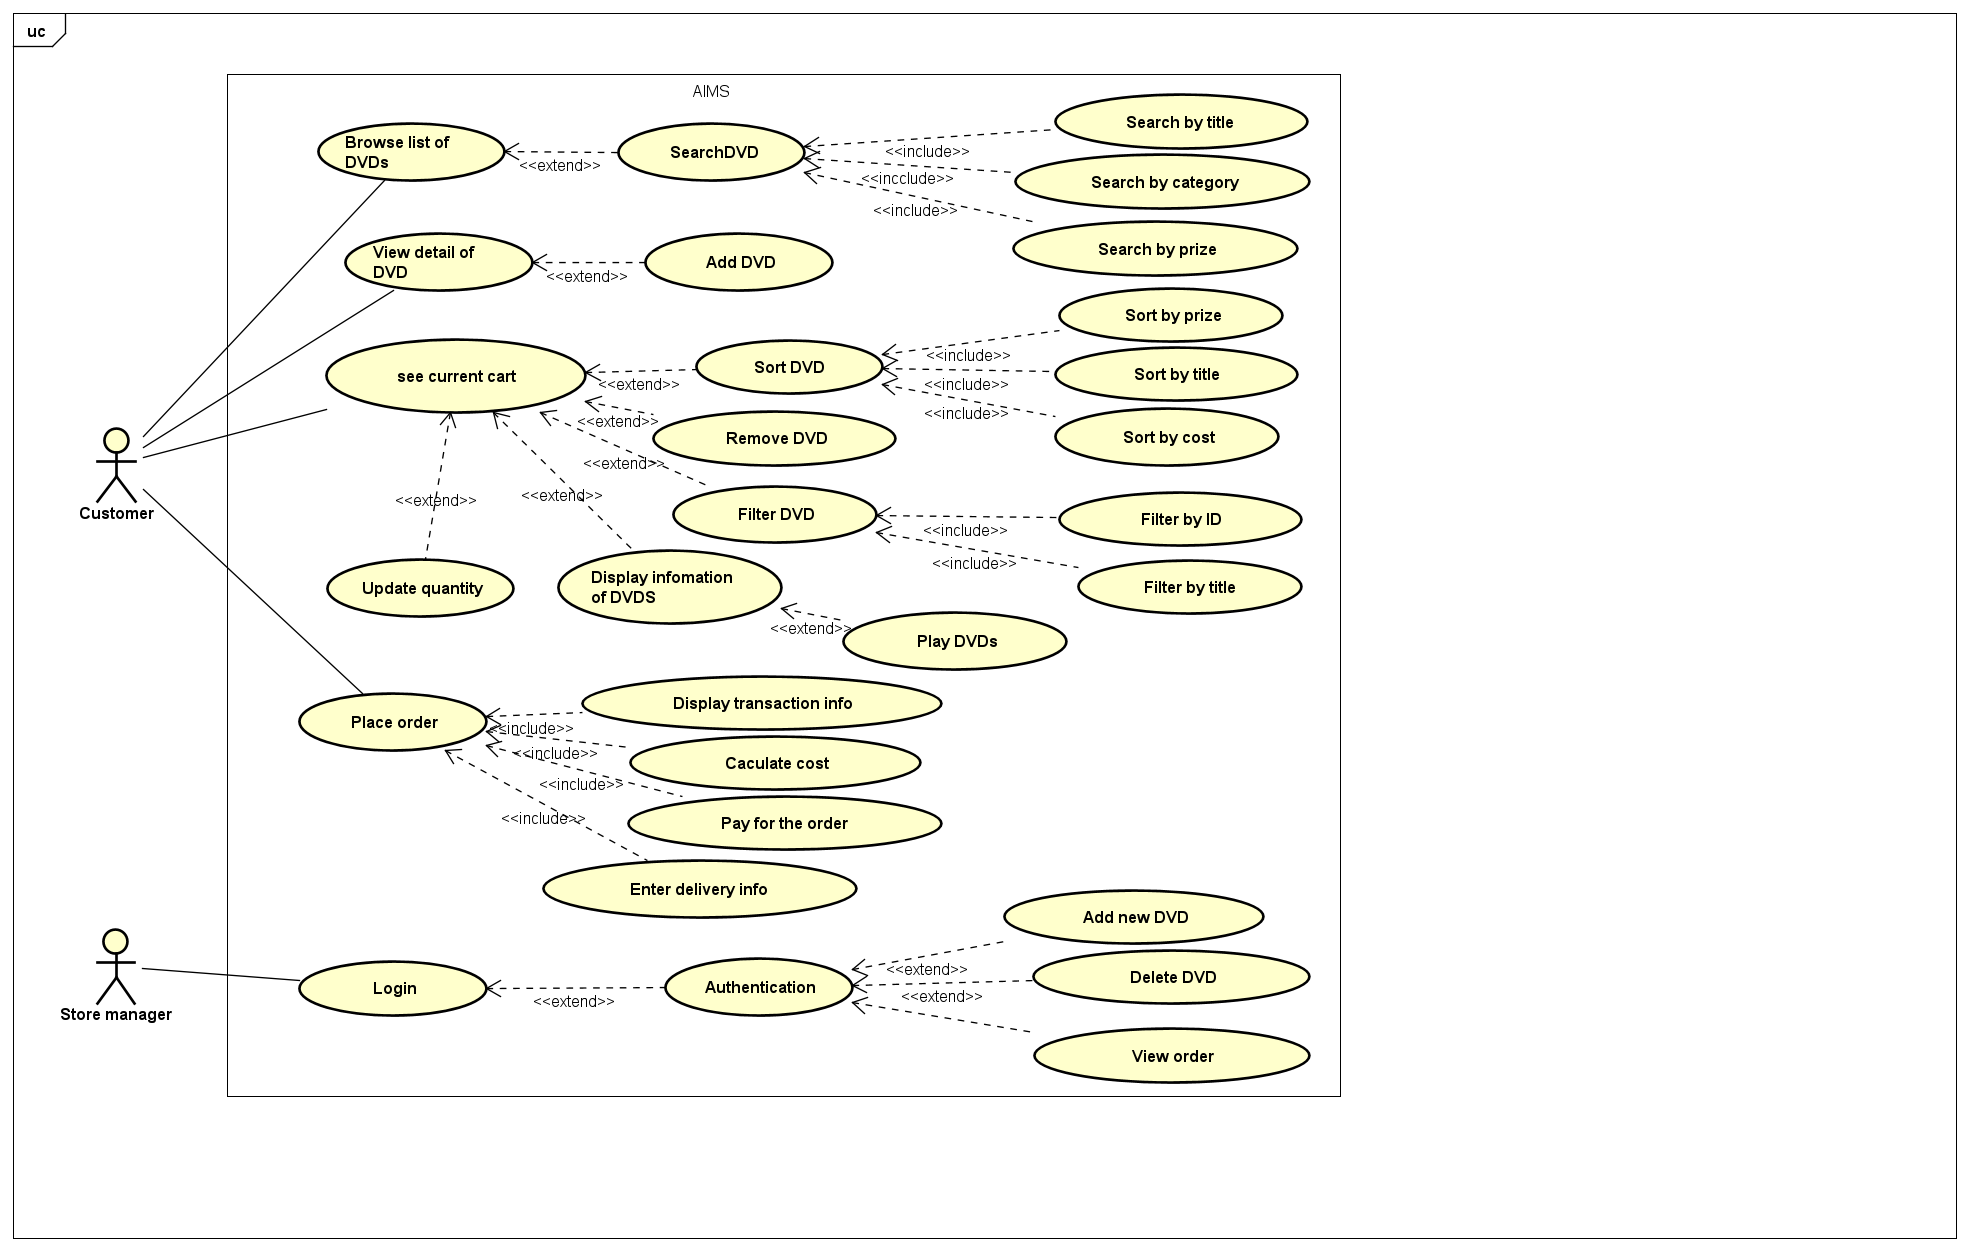 uc
AIMS
Browse list of
DVDs
<<extend>>
SearchDVD
<<include>>
<<incclude>>
<<include>>
Search by title
Search by category
Search by prize
View detail of
DVD
<<extend>>
Add DVD
see current cart
<<extend>>
Sort DVD
<<include>>
<<include>>
<<include>>
Sort by prize
Sort by title
Sort by cost
<<extend>>
Remove DVD
<<extend>>
Filter DVD
<<include>>
<<include>>
Filter by ID
Filter by title
<<extend>>
<<extend>>
Customer
Update quantity
Display infomation
of DVDS
<<extend>>
Play DVDs
Place order
<<include>>
<<include>>
<<include>>
<<include>>
Display transaction info
Caculate cost
Pay for the order
Enter delivery info
Store manager
Login
<<extend>>
Authentication
<<extend>>
<<extend>>
Add new DVD
Delete DVD
View order